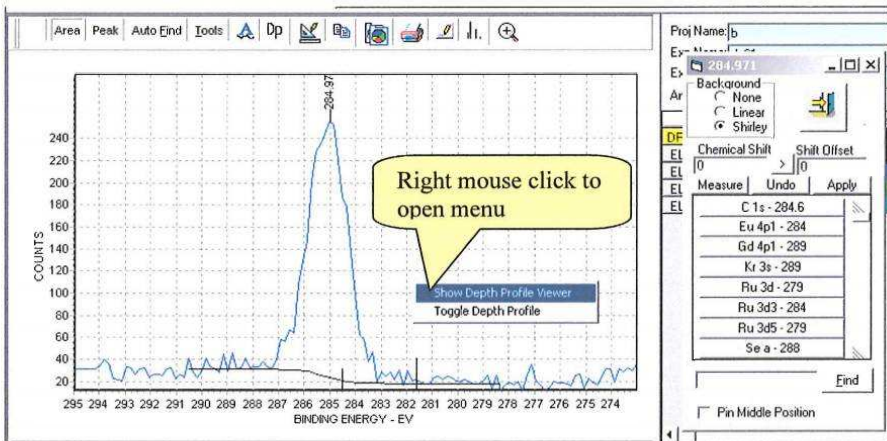 Area Peak Auto Find Tools A Dp
Proj Name: b
284.971
Background
None
Linear
Shirley
Chemical Shift Shift Offset
0 > 0
Measure Undo Apply
C 1s - 284.6
Eu 4p1 - 284
Gd 4p1 - 289
Kr 3s - 289
Ru 3d - 279
Ru 3d3 - 284
Ru 3d5 - 279
Se a - 288
Find
Pin Middle Position
Ar
EL
EL
EL
EL
284.97
COUNTS
240
220
200
180
160
140
120
100
80
60
40
20
Right mouse click to
open menu
Show Depth Profile Viewer
Toggle Depth Profile
295 294 293 292 291 290 289 288 287 286 285 284 283 282 281 280 279 278 277 276 275 274
BINDING ENERGY - EV